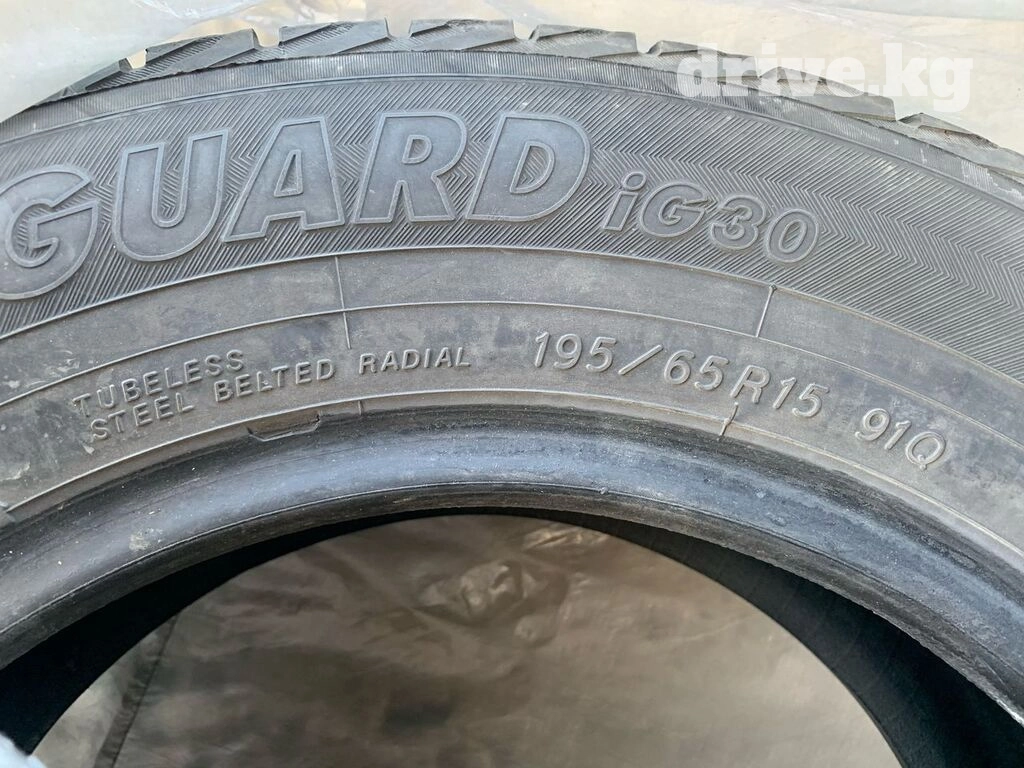 drive.kg
GUARD iG30
TUBELESS
STEEL BELTED RADIAL
195/65R15 91Q